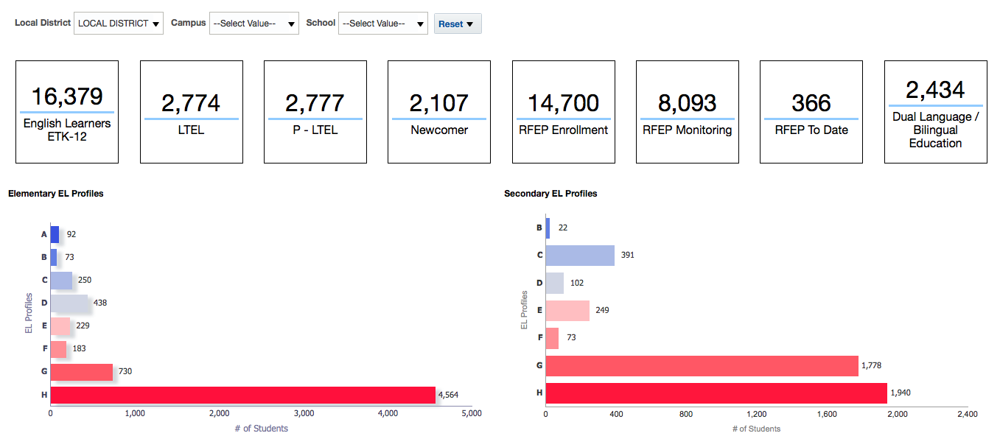 Local District LOCAL DISTRICT Campus --Select Value-- School --Select Value-- Reset
16,379
English Learners
ETK-12
2,774
LTEL
2,777
P - LTEL
2,107
Newcomer
14,700
RFEP Enrollment
8,093
RFEP Monitoring
366
RFEP To Date
2,434
Dual Language /
Bilingual
Education
Elementary EL Profiles
EL Profiles
A 92
B 73
C 250
D 438
E 229
F 183
G 730
H 4,564
0 1,000 2,000 3,000 4,000 5,000
# of Students
Secondary EL Profiles
EL Profiles
B 22
C 391
D 102
E 249
F 73
G 1,778
H 1,940
0 400 800 1,200 1,600 2,000 2,400
# of Students